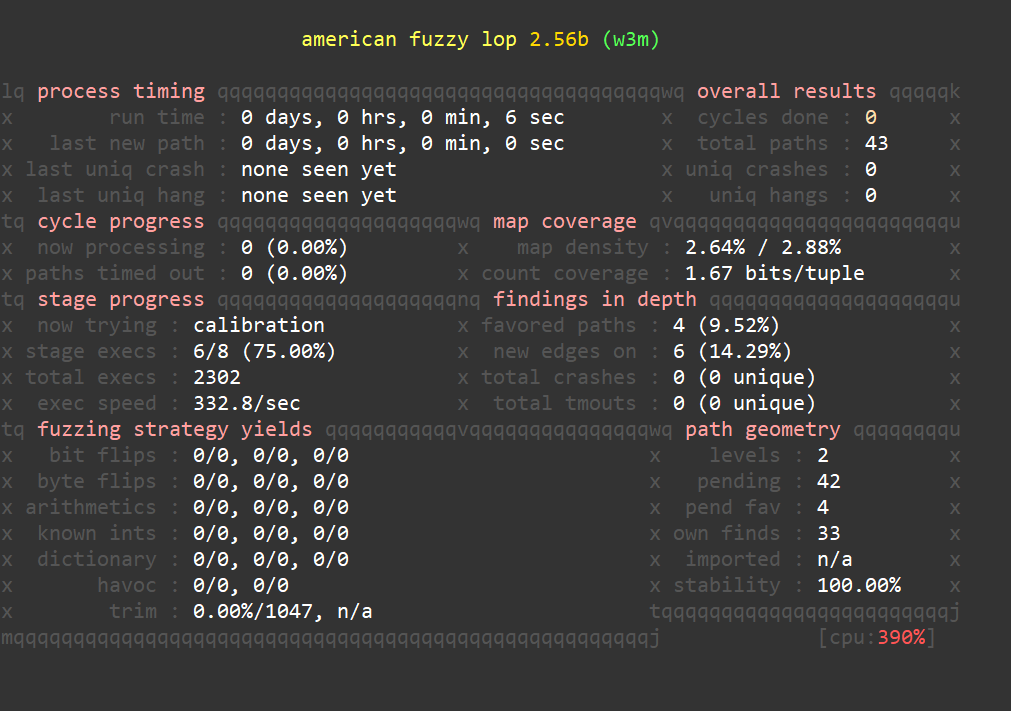 american fuzzy lop 2.56b (w3m)
lq process timing qqqqqqqqqqqqqqqqqqqqqqqqqqqqqqqqqqqqqwq overall results qqqqqk
x        run time : 0 days, 0 hrs, 0 min, 6 sec        x  cycles done : 0      x
x   last new path : 0 days, 0 hrs, 0 min, 0 sec        x  total paths : 43     x
x last uniq crash : none seen yet                      x uniq crashes : 0      x
x  last uniq hang : none seen yet                      x   uniq hangs : 0      x
tq cycle progress qqqqqqqqqqqqqqqqqqqqwq map coverage qvqqqqqqqqqqqqqqqqqqqqqqqu
x  now processing : 0 (0.00%)         x    map density : 2.64% / 2.88%         x
x paths timed out : 0 (0.00%)         x count coverage : 1.67 bits/tuple       x
tq stage progress qqqqqqqqqqqqqqqqqqqqnq findings in depth qqqqqqqqqqqqqqqqqqqqu
x  now trying : calibration           x favored paths : 4 (9.52%)              x
x stage execs : 6/8 (75.00%)          x  new edges on : 6 (14.29%)             x
x total execs : 2302                  x total crashes : 0 (0 unique)           x
x  exec speed : 332.8/sec             x  total tmouts : 0 (0 unique)           x
tq fuzzing strategy yields qqqqqqqqqqqvqqqqqqqqqqqqqqqwq path geometry qqqqqqqqu
x   bit flips : 0/0, 0/0, 0/0                         x    levels : 2          x
x  byte flips : 0/0, 0/0, 0/0                         x   pending : 42         x
x arithmetics : 0/0, 0/0, 0/0                         x  pend fav : 4          x
x  known ints : 0/0, 0/0, 0/0                         x own finds : 33         x
x  dictionary : 0/0, 0/0, 0/0                         x  imported : n/a        x
x       havoc : 0/0, 0/0                              x stability : 100.00%    x
x        trim : 0.00%/1047, n/a                       tqqqqqqqqqqqqqqqqqqqqqqqqj
mqqqqqqqqqqqqqqqqqqqqqqqqqqqqqqqqqqqqqqqqqqqqqqqqqqqqqj             [cpu:390%]